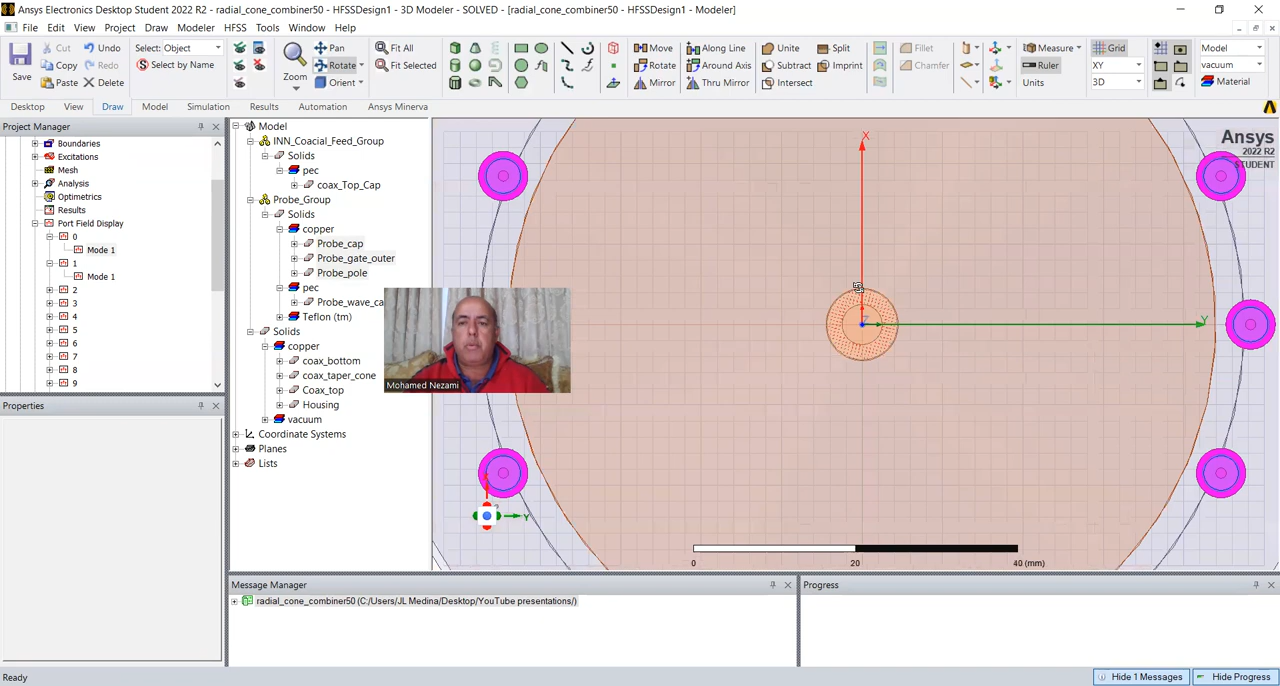 Ansys Electronics Desktop Student 2022 R2 - radial_cone_combiner50 - HFSSDesign1 - 3D Modeler - SOLVED - [radial_cone_combiner50 - HFSSDesign1 - Modeler]
File Edit View Project Draw Modeler HFSS Tools Window Help
Save
Cut
Copy
Paste
Undo
Redo
Delete
Select: Object
Select by Name
Zoom
Pan
Rotate
Orient
Fit All
Fit Selected
Move
Rotate
Mirror
Along Line
Around Axis
Thru Mirror
Unite
Subtract
Intersect
Split
Imprint
Fillet
Chamfer
Measure
Ruler
Units
Grid
XY
3D
Model
vacuum
Material
Desktop View Draw Model Simulation Results Automation Ansys Minerva
Project Manager
Boundaries
Excitations
Mesh
Analysis
Optimetrics
Results
Port Field Display
0
Mode 1
1
Mode 1
2
3
4
5
6
7
8
9
Properties
Model
INN_Coacial_Feed_Group
Solids
pec
coax_Top_Cap
Probe_Group
Solids
copper
Probe_cap
Probe_gate_outer
Probe_pole
pec
Probe_wave_ca
Teflon (tm)
Solids
copper
coax_bottom
coax_taper_cone
Coax_top
Housing
vacuum
Coordinate Systems
Planes
Lists
Mohamed Nezami
X
Y
Z
Y
Ansys
2022 R2
STUDENT
0 20 40 (mm)
Message Manager
radial_cone_combiner50 (C:/Users/JL Medina/Desktop/YouTube presentations/)
Progress
Ready
Hide 1 Messages
Hide Progress